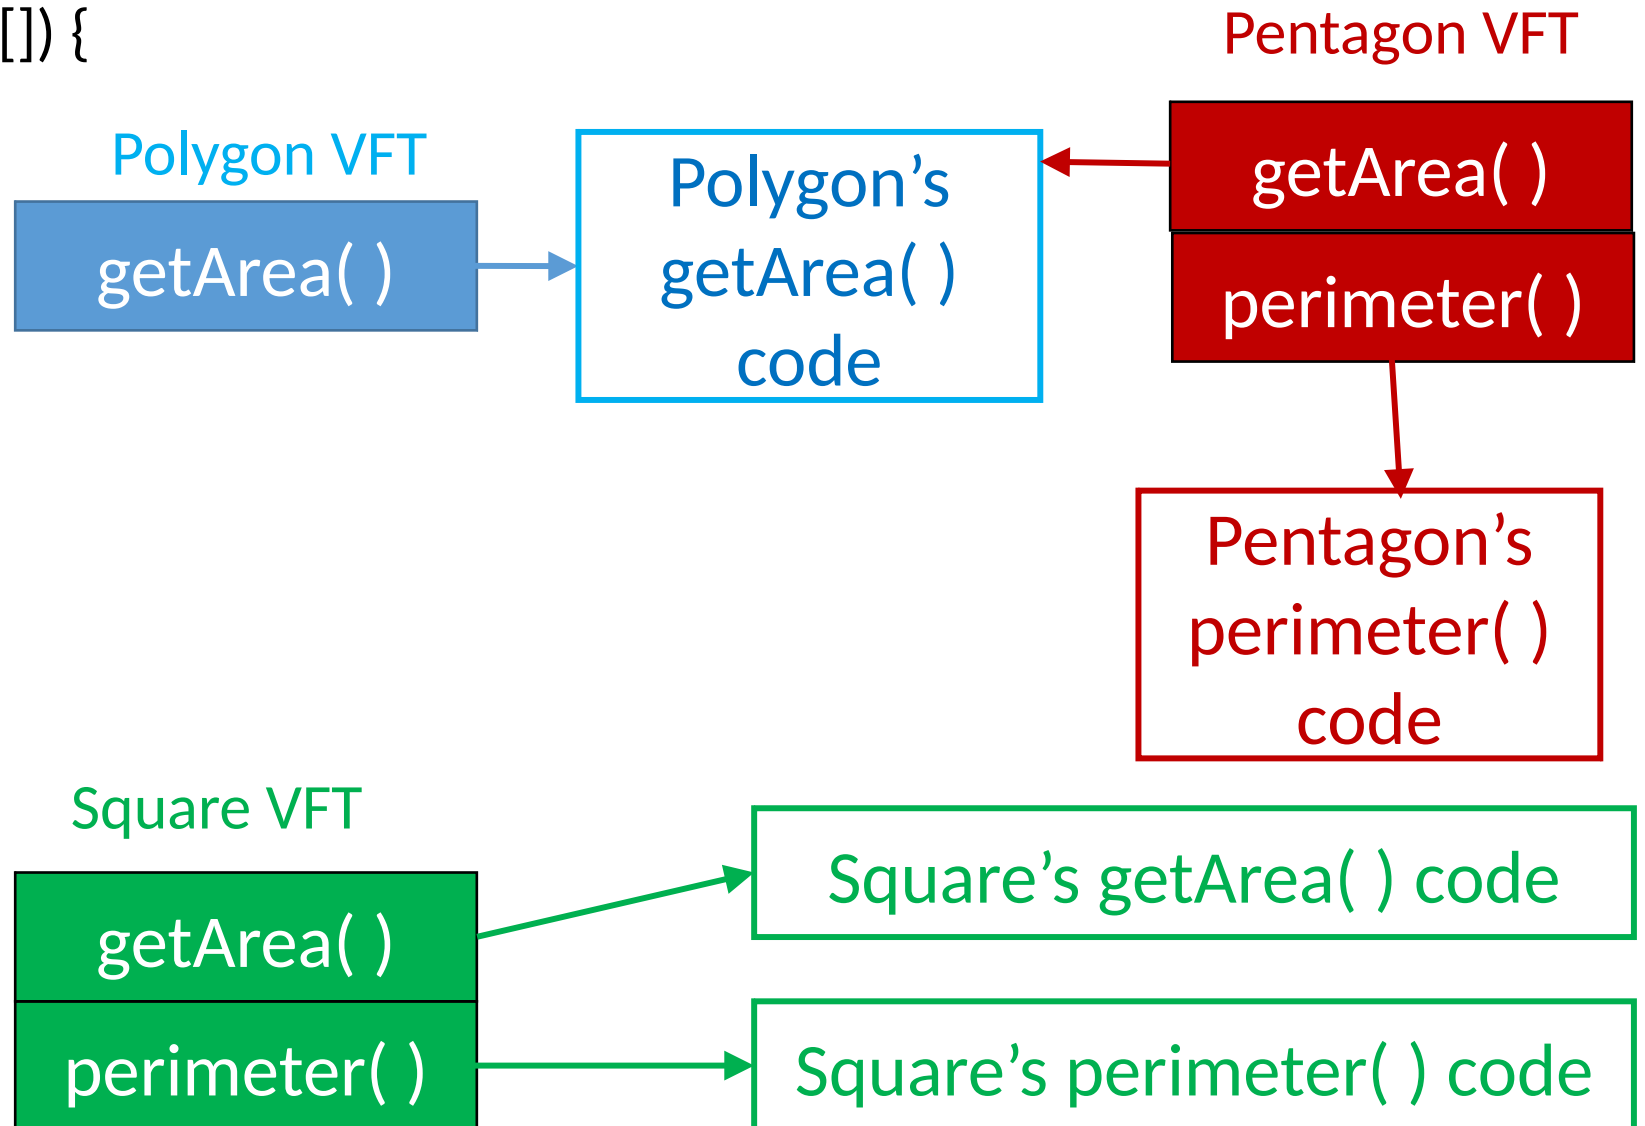 []) {
Pentagon VFT
Polygon VFT
getArea( )
Polygon’s
getArea( )
code
getArea( )
perimeter( )
Pentagon’s
perimeter( )
code
Square VFT
getArea( )
perimeter( )
Square’s getArea( ) code
Square’s perimeter( ) code